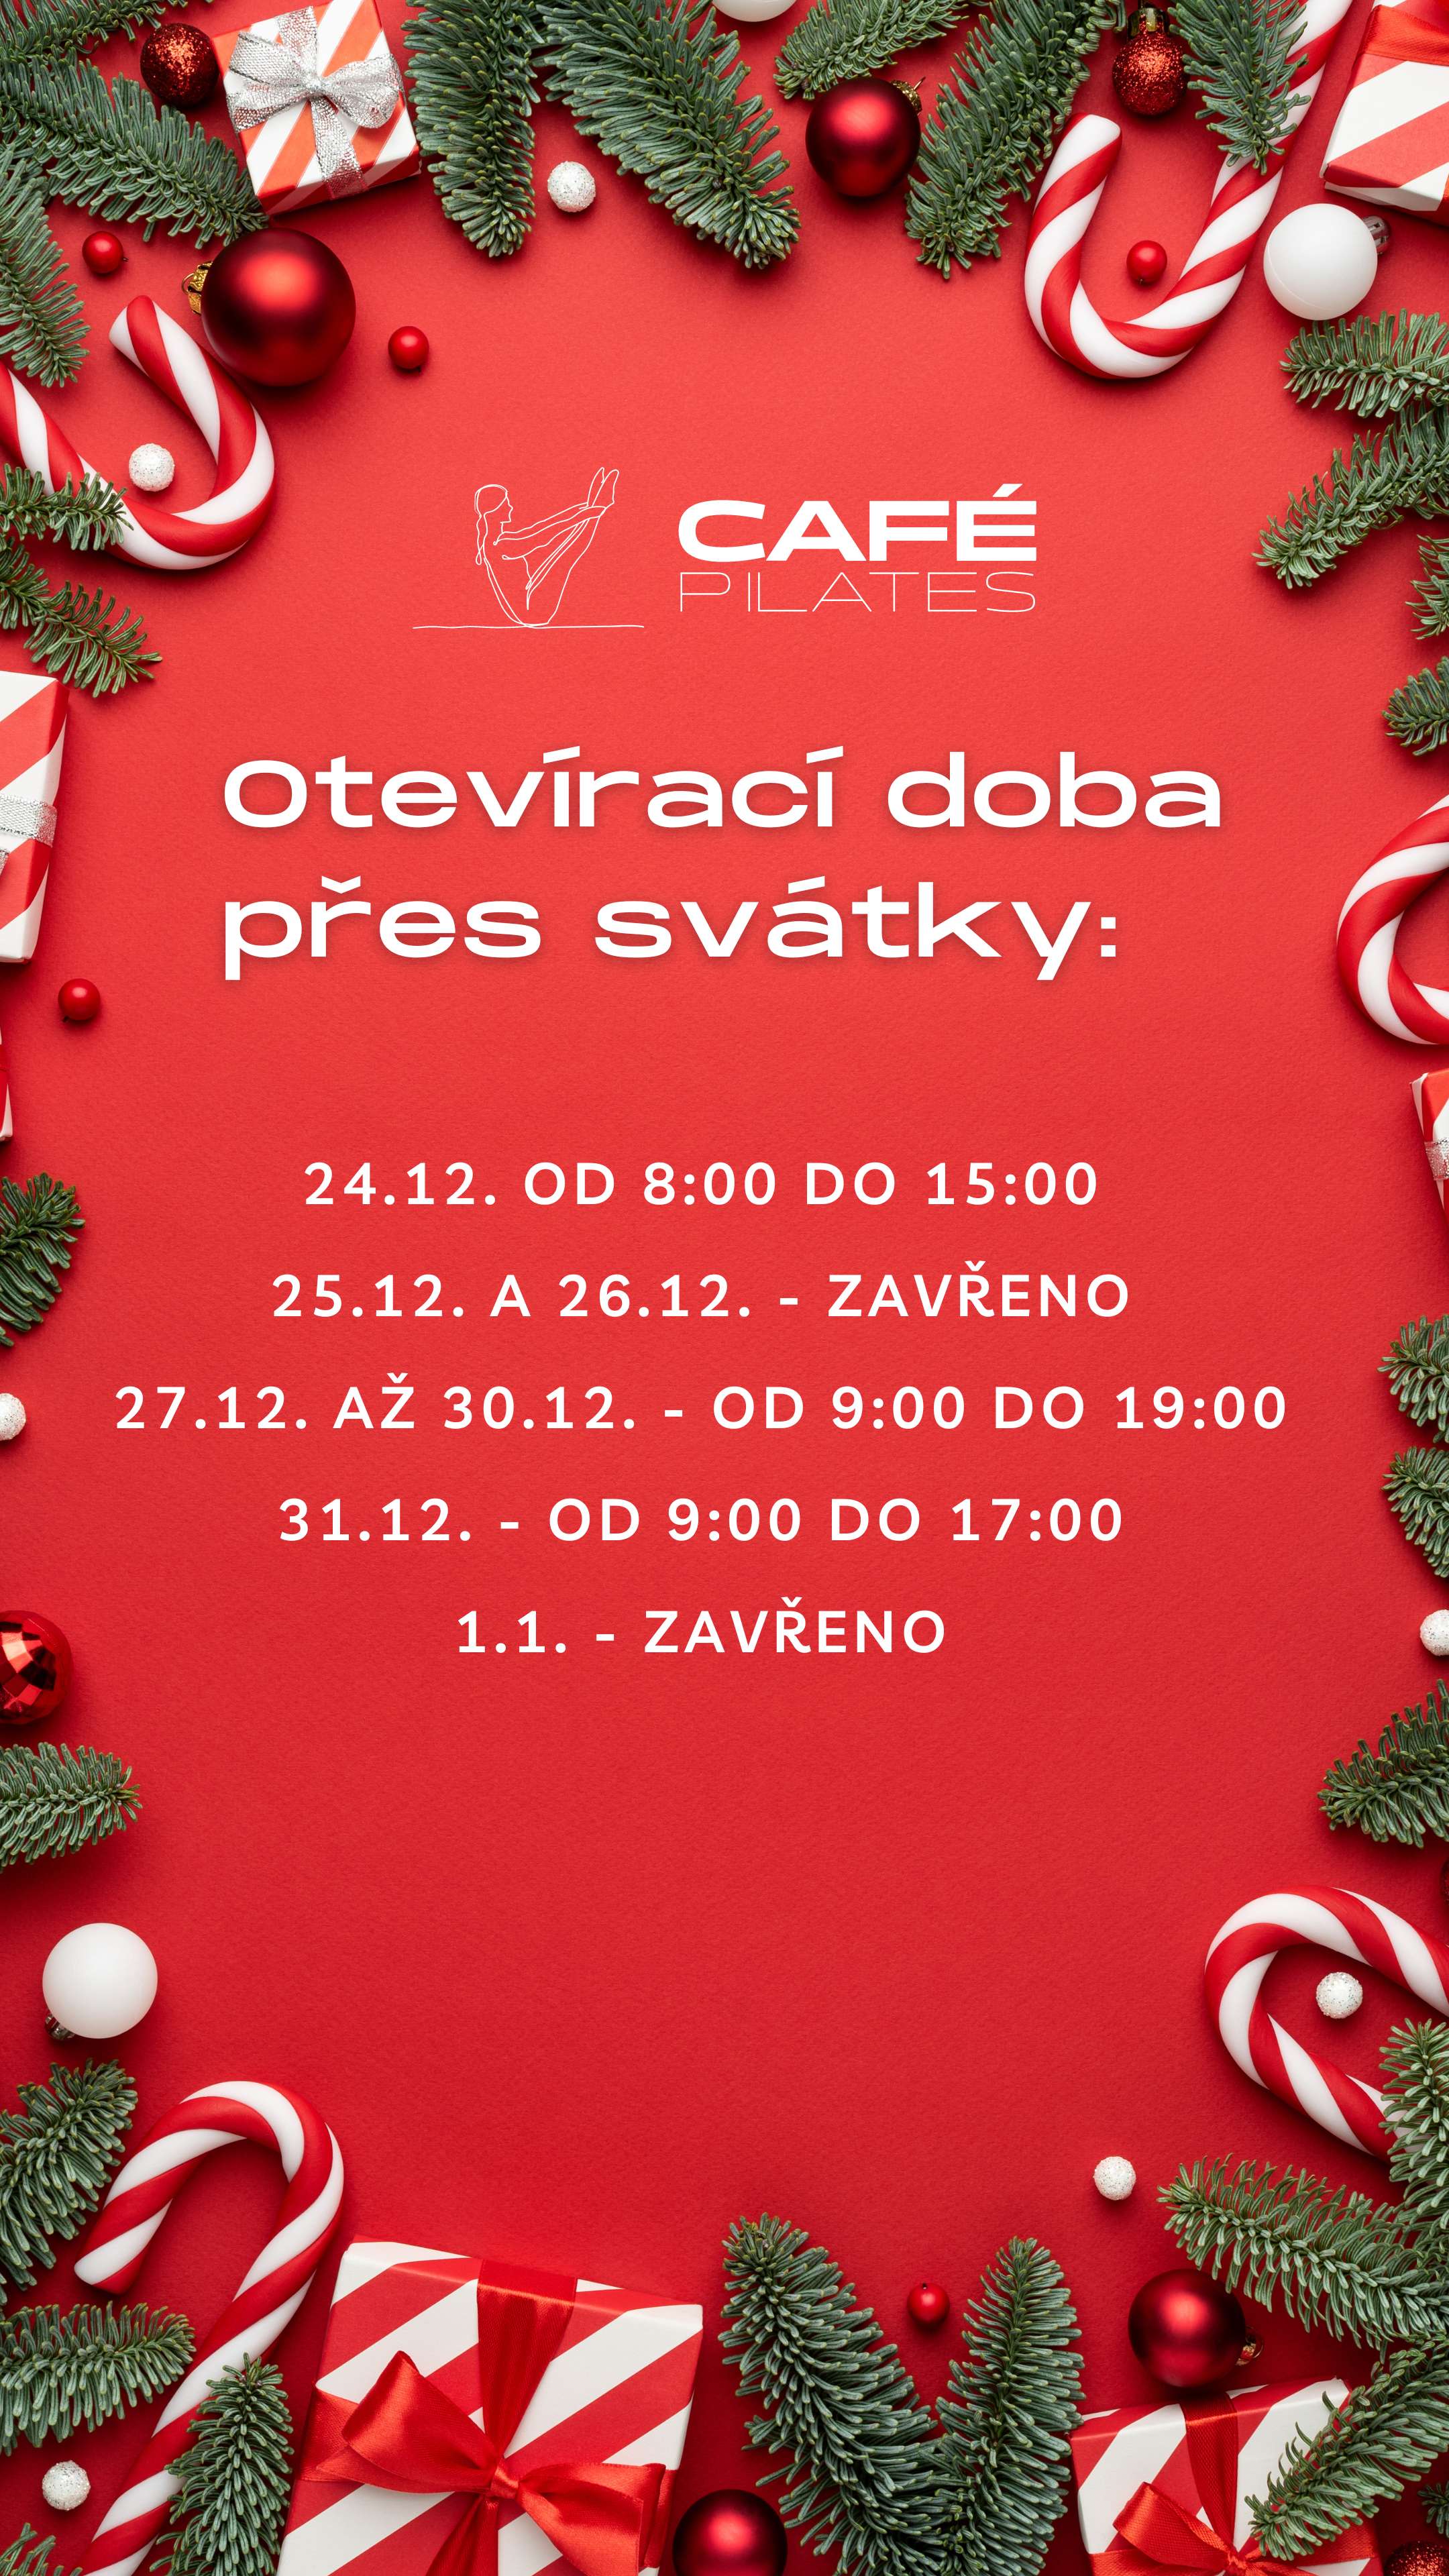 CAFÉ
PILATES
Otevírací doba
přes svátky:
24.12. OD 8:00 DO 15:00
25.12. A 26.12. - ZAVŘENO
27.12. AŽ 30.12. - OD 9:00 DO 19:00
31.12. - OD 9:00 DO 17:00
1.1. - ZAVŘENO